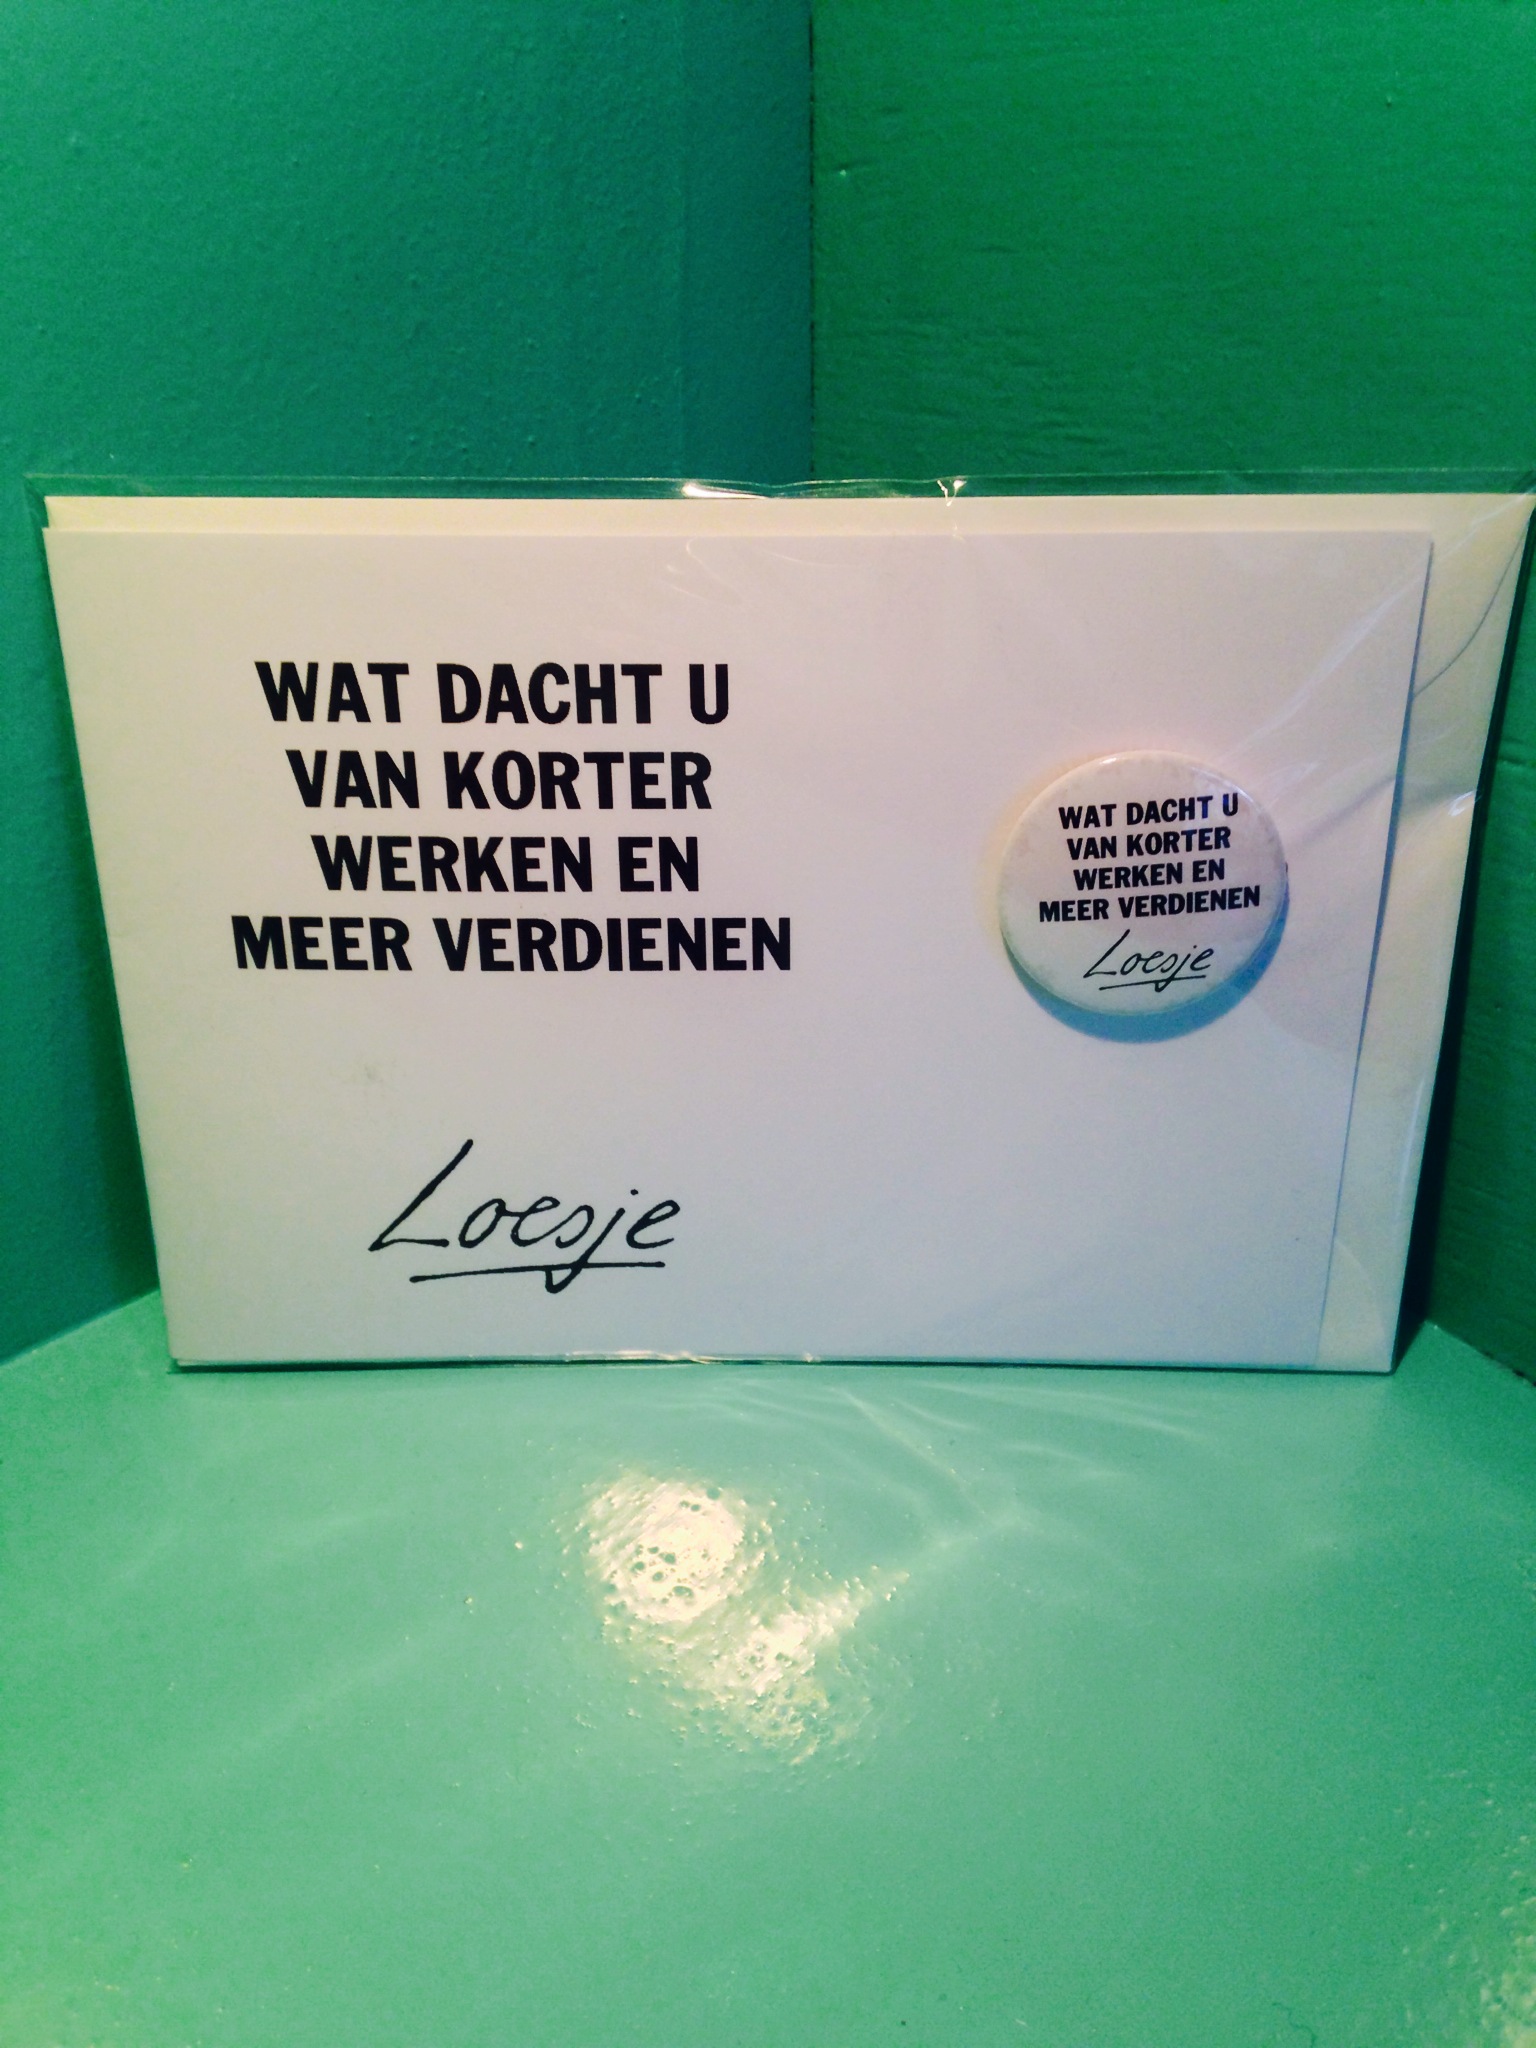 WAT DACHT U
VAN KORTER
WERKEN EN
MEER VERDIENEN
Loesje
WAT DACHT U
VAN KORTER
WERKEN EN
MEER VERDIENEN
Loesje